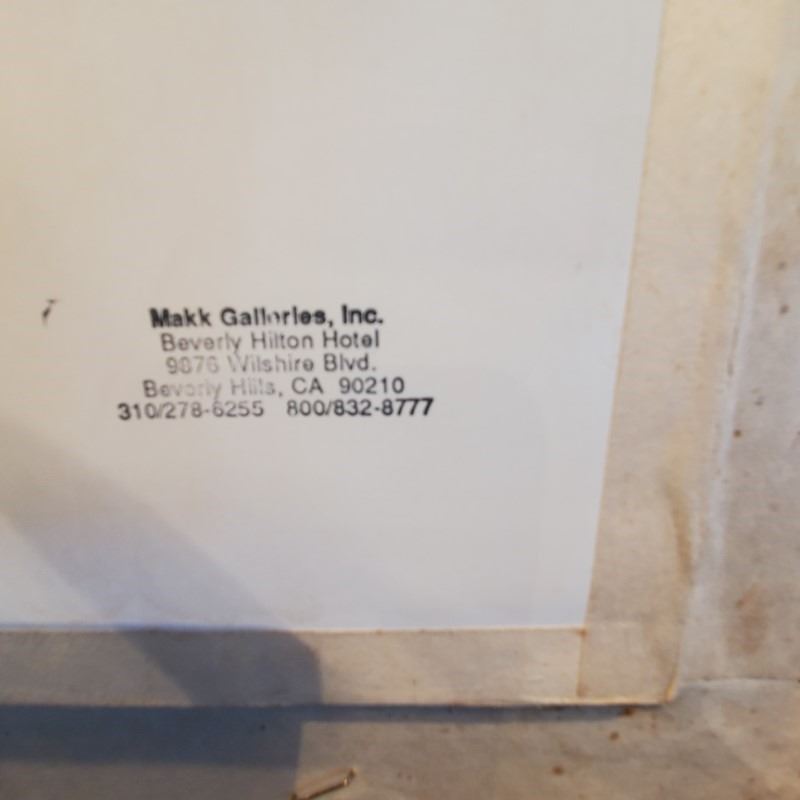 Makk Galleries, Inc.
Beverly Hilton Hotel
9876 Wilshire Blvd.
Beverly Hills, CA 90210
310/278-6255 800/832-8777